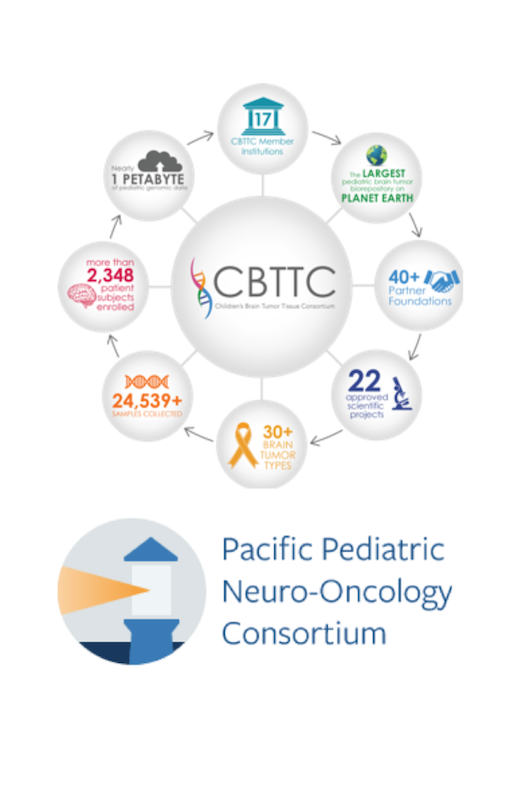 17
CBTTC Member
Institutions
The LARGEST
pediatric brain tumor
biorepository on
PLANET EARTH
40+
Partner
Foundations
22
approved
scientific
projects
30+
BRAIN
TUMOR
TYPES
24,539+
SAMPLES COLLECTED
more than
2,348
patient
subjects
enrolled
Nearly
1 PETABYTE
of pediatric genomic data
CBTTC
Children's Brain Tumor Tissue Consortium
Pacific Pediatric
Neuro-Oncology
Consortium